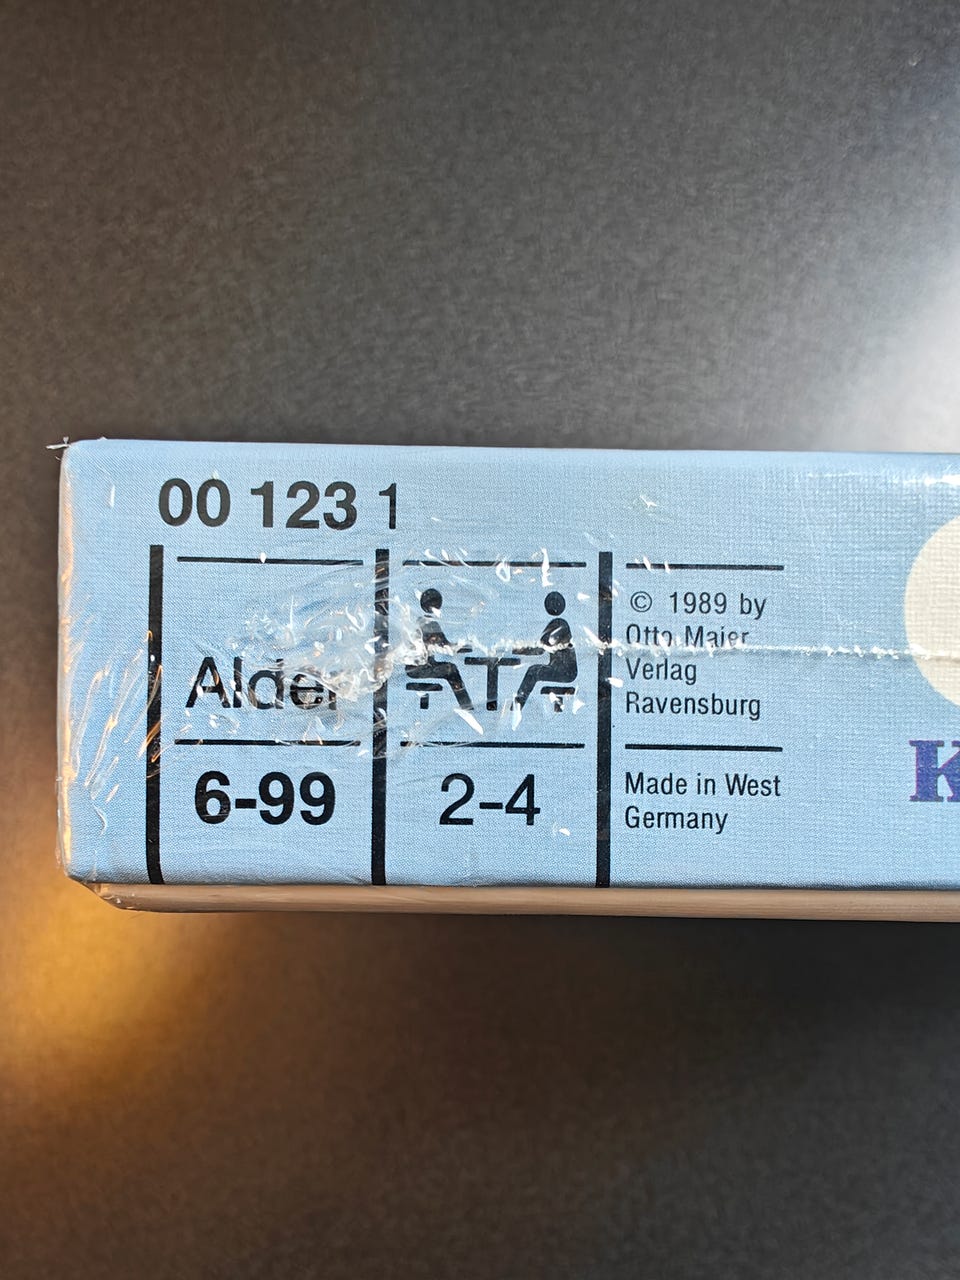 00 123 1
Alder
6-99
2-4
© 1989 by
Otto Maier
Verlag
Ravensburg
Made in West
Germany
K